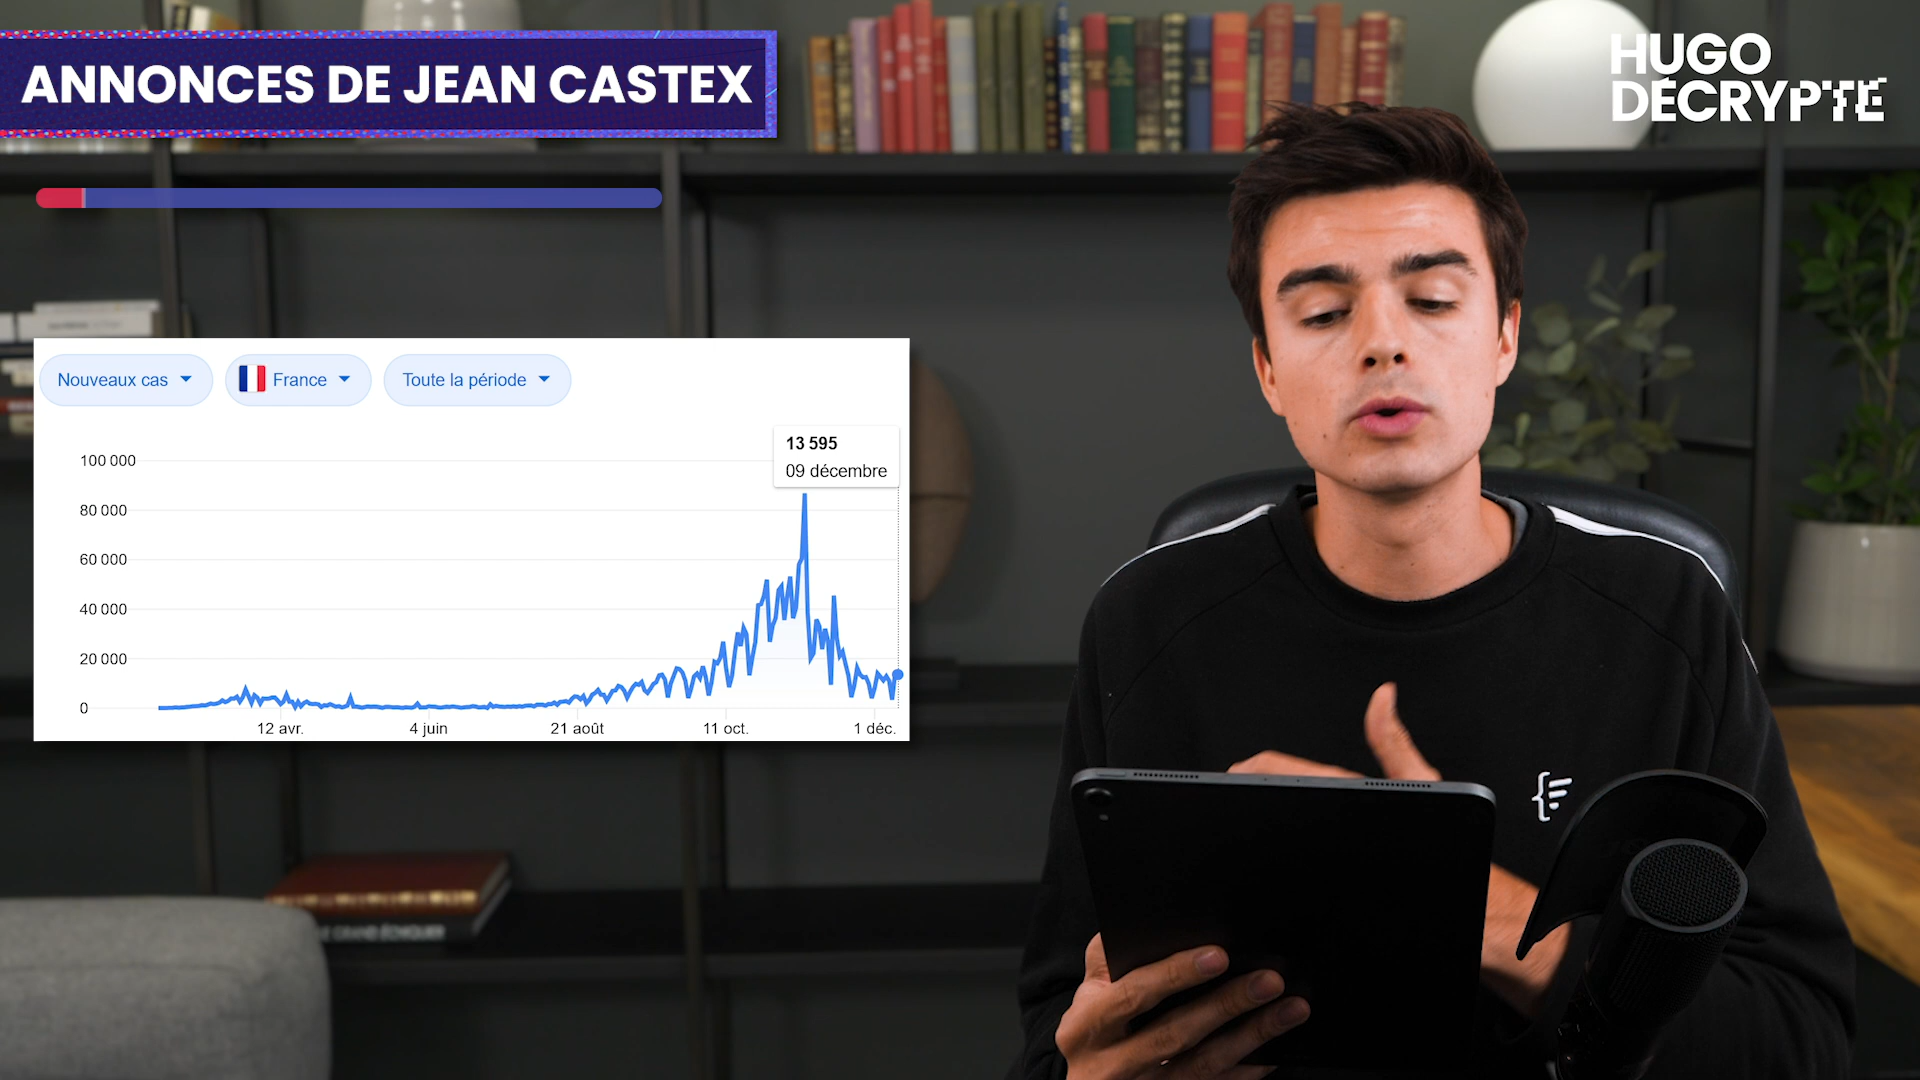 ANNONCES DE JEAN CASTEX
HUGO
DÉCRYPTE
Nouveaux cas
France
Toute la période
13 595
09 décembre
100 000
80 000
60 000
40 000
20 000
0
12 avr.
4 juin
21 août
11 oct.
1 déc.